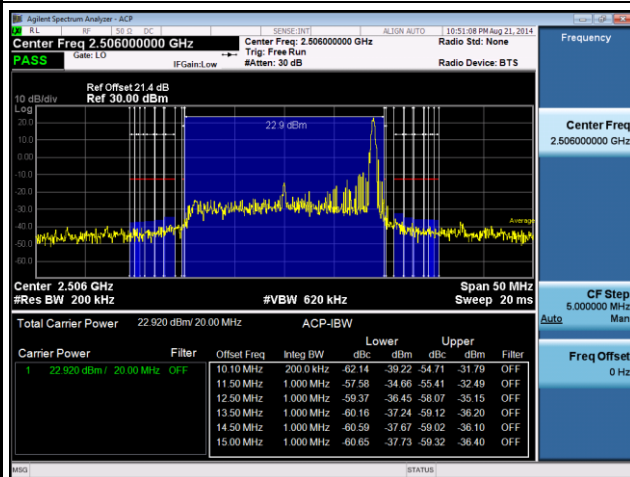 Agilent Spectrum Analyzer - ACP
RL RF 50 Ω DC SENSE:INT ALIGN AUTO 10:51:08 PM Aug 21, 2014
Center Freq 2.506000000 GHz Center Freq: 2.506000000 GHz Radio Std: None Frequency
PASS Gate: LO IFGain:Low Trig: Free Run
#Atten: 30 dB Radio Device: BTS
Ref Offset 21.4 dB
10 dB/div Ref 30.00 dBm
Log
20.0
22.9 dBm
10.0
0.00
-10.0
-20.0
-30.0
-40.0
-50.0
-60.0
Average
Center 2.506 GHz Span 50 MHz
#Res BW 200 kHz #VBW 620 kHz Sweep 20 ms
Total Carrier Power 22.920 dBm/ 20.00 MHz ACP-IBW
Lower Upper
Carrier Power Filter Offset Freq Integ BW dBc dBm dBc dBm Filter
1 22.920 dBm / 20.00 MHz OFF 10.10 MHz 200.0 kHz -62.14 -39.22 -54.71 -31.79 OFF
11.50 MHz 1.000 MHz -57.58 -34.66 -55.41 -32.49 OFF
12.50 MHz 1.000 MHz -59.37 -36.45 -58.07 -35.15 OFF
13.50 MHz 1.000 MHz -60.16 -37.24 -59.12 -36.20 OFF
14.50 MHz 1.000 MHz -60.59 -37.67 -59.02 -36.10 OFF
15.00 MHz 1.000 MHz -60.65 -37.73 -59.32 -36.40 OFF
Center Freq
2.506000000 GHz
CF Step
5.000000 MHz
Auto Man
Freq Offset
0 Hz
MSG STATUS